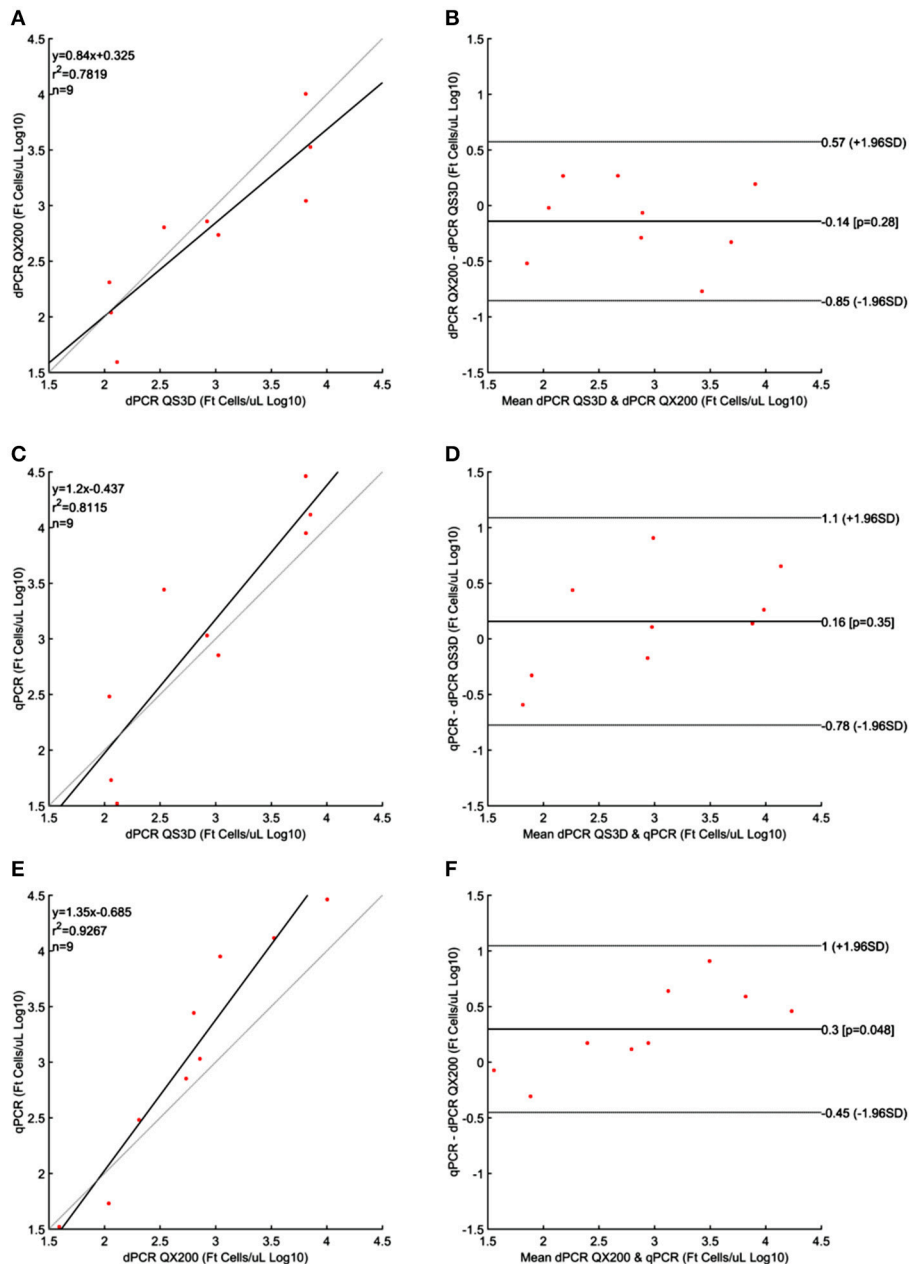 A
4.5
y=0.84x+0.325
r²=0.7819
n=9
4
3.5
3
2.5
2
1.5
1.5 2 2.5 3 3.5 4 4.5
dPCR QX200 (Ft Cells/uL Log10)
dPCR QS3D (Ft Cells/uL Log10)
B
1.5
1
0.5
0
-0.5
-1
-1.5
1.5 2 2.5 3 3.5 4 4.5
0.57 (+1.96SD)
-0.14 [p=0.28]
-0.85 (-1.96SD)
dPCR QX200 - dPCR QS3D (Ft Cells/uL Log10)
Mean dPCR QS3D & dPCR QX200 (Ft Cells/uL Log10)
C
4.5
y=1.2x-0.437
r²=0.8115
n=9
4
3.5
3
2.5
2
1.5
1.5 2 2.5 3 3.5 4 4.5
qPCR (Ft Cells/uL Log10)
dPCR QS3D (Ft Cells/uL Log10)
D
1.5
1
0.5
0
-0.5
-1
-1.5
1.5 2 2.5 3 3.5 4 4.5
1.1 (+1.96SD)
0.16 [p=0.35]
-0.78 (-1.96SD)
qPCR - dPCR QS3D (Ft Cells/uL Log10)
Mean dPCR QS3D & qPCR (Ft Cells/uL Log10)
E
4.5
y=1.35x-0.685
r²=0.9267
n=9
4
3.5
3
2.5
2
1.5
1.5 2 2.5 3 3.5 4 4.5
qPCR (Ft Cells/uL Log10)
dPCR QX200 (Ft Cells/uL Log10)
F
1.5
1
0.5
0
-0.5
-1
-1.5
1.5 2 2.5 3 3.5 4 4.5
1 (+1.96SD)
0.3 [p=0.048]
-0.45 (-1.96SD)
qPCR - dPCR QX200 (Ft Cells/uL Log10)
Mean dPCR QX200 & qPCR (Ft Cells/uL Log10)